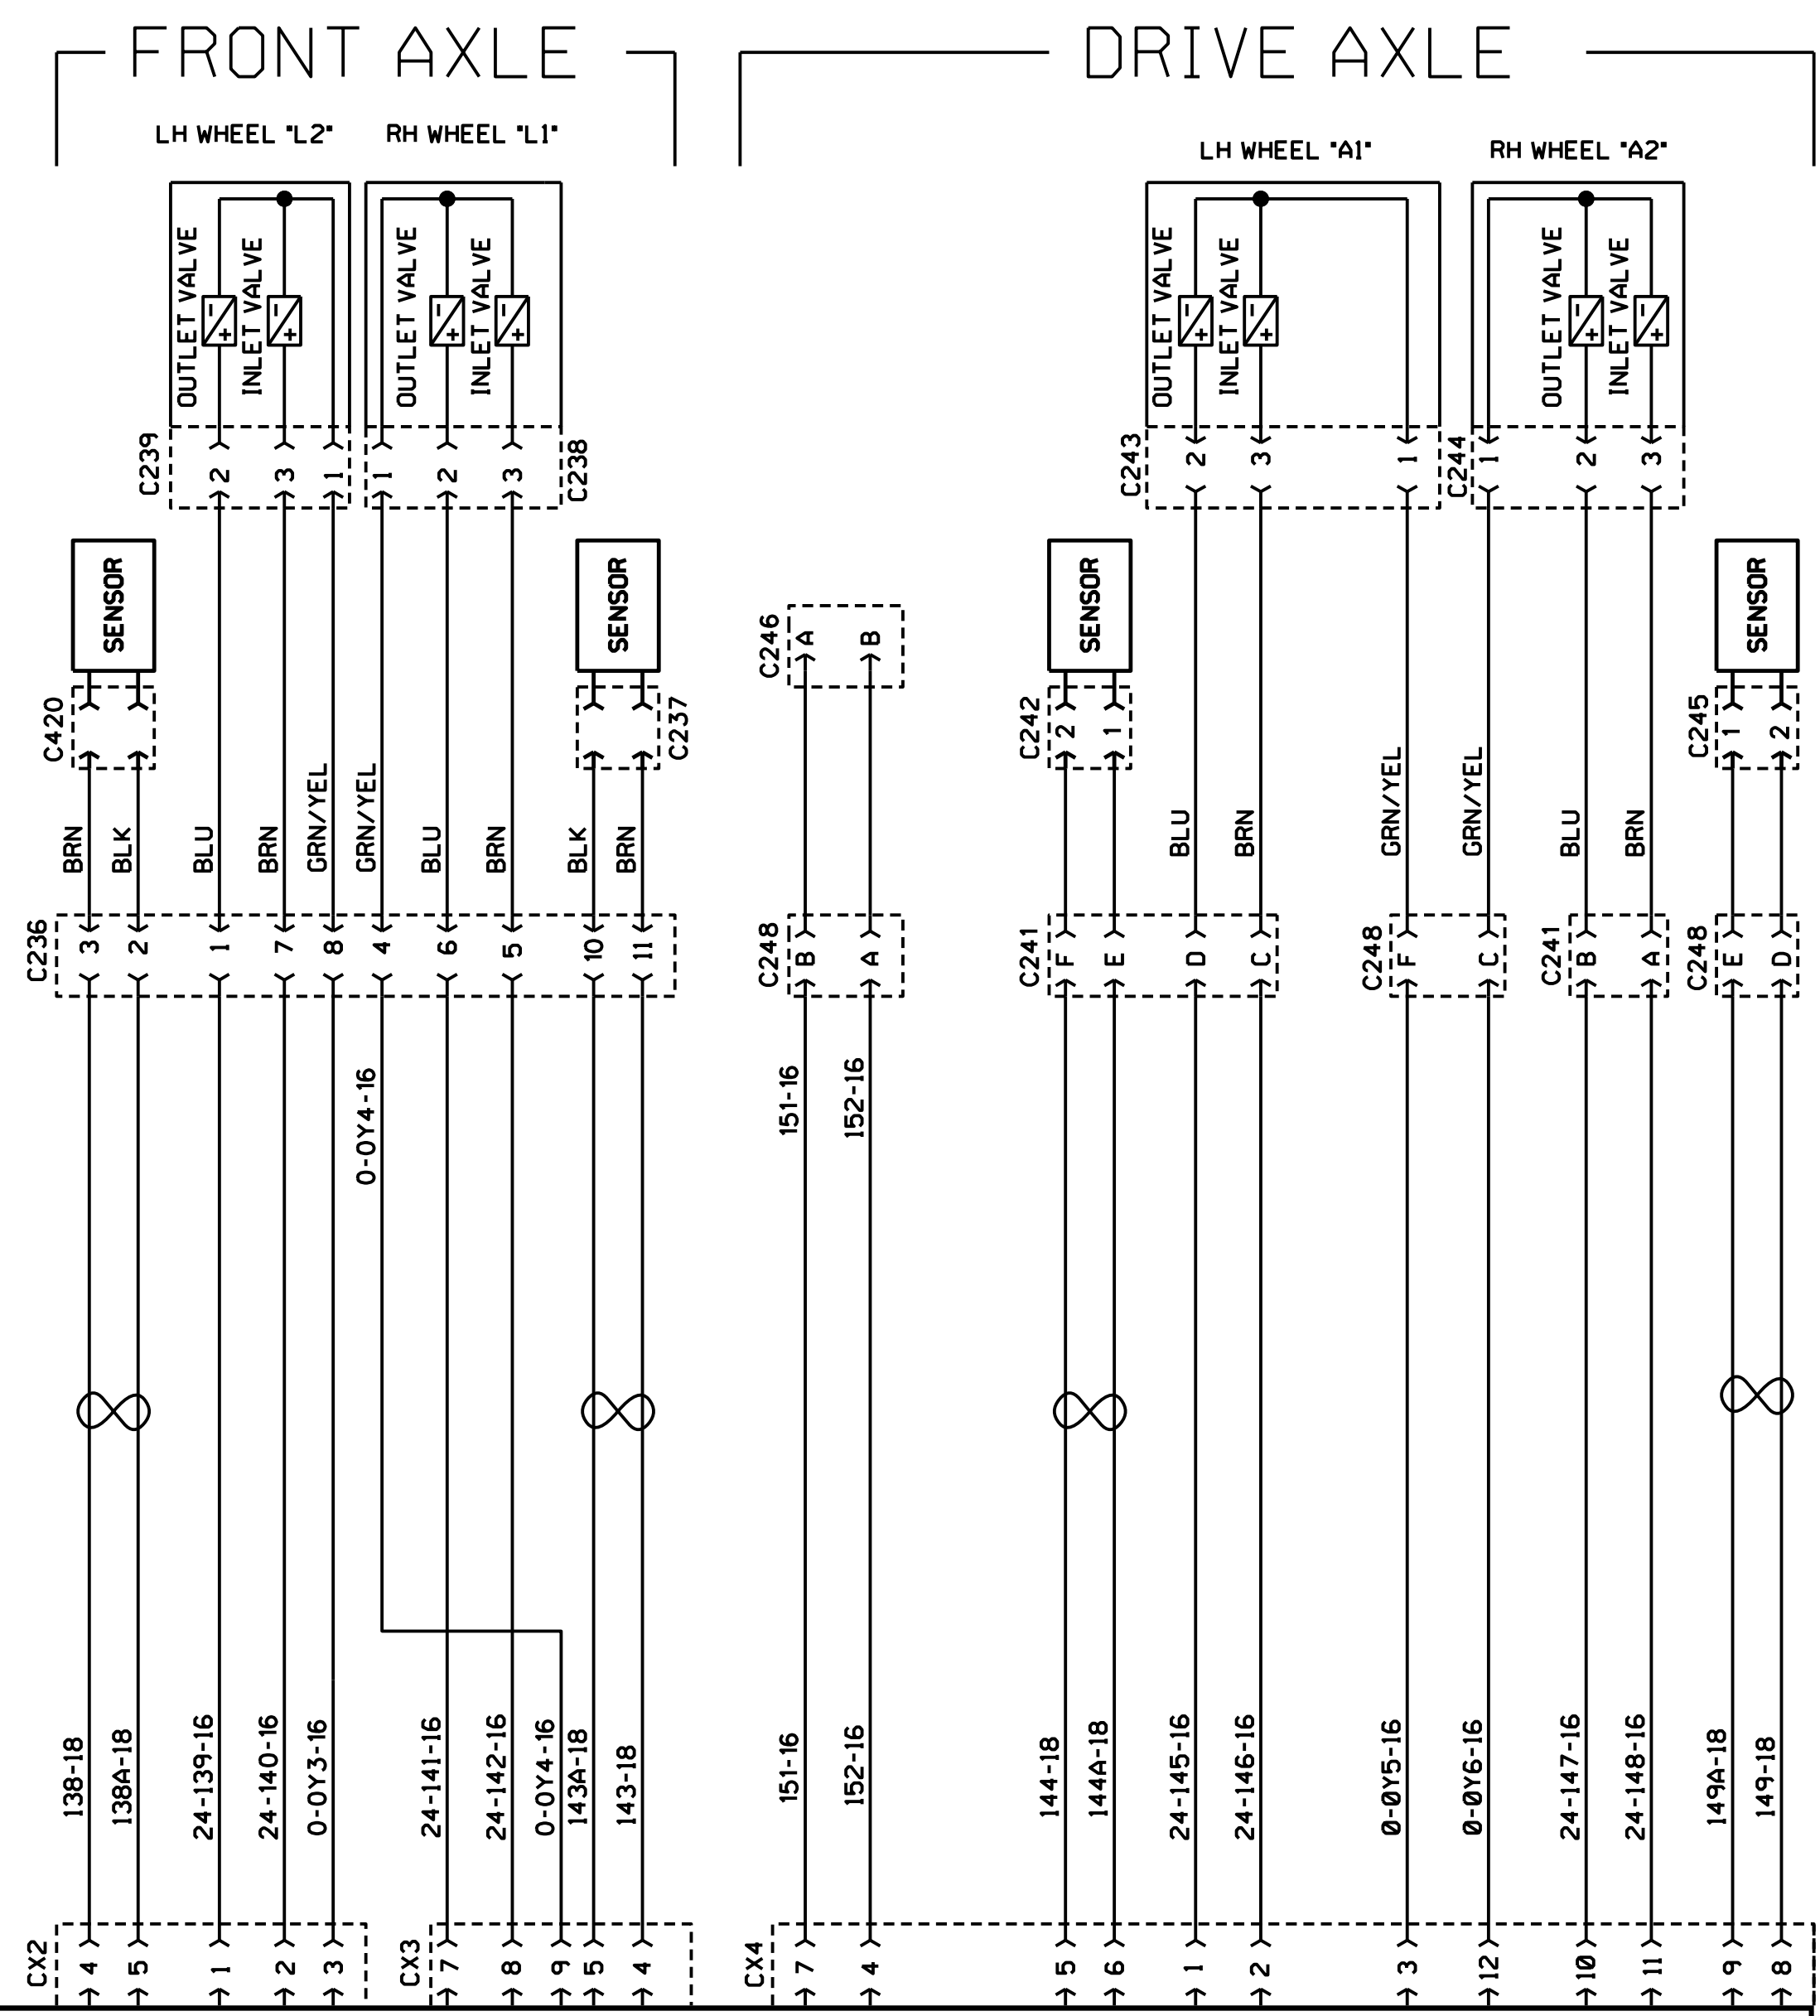 FRONT AXLE
DRIVE AXLE
LH WHEEL "L2"
RH WHEEL "L1"
LH WHEEL "A1"
RH WHEEL "A2"
OUTLET VALVE
INLET VALVE
OUTLET VALVE
INLET VALVE
OUTLET VALVE
INLET VALVE
OUTLET VALVE
INLET VALVE
- + - + - + - + - + - + - + - +
C239
2 3 1
1 2 3
C238
C243
2 3 1
C244
1 2 3
SENSOR
SENSOR
SENSOR
SENSOR
C246
A B
C420
C237
C242
2 1
C245
1 2
BRN
BLK
BLU
BRN
GRN/YEL
GRN/YEL
BLU
BRN
BLK
BRN
BLU
BRN
GRN/YEL
GRN/YEL
BLU
BRN
C236
3 2 1 7 8 4 6 5 10 11
C248
B A
C241
F E D C
C248
F C
C241
B A
C248
E D
0-0Y4-16
151-16
152-16
138-18
138A-18
24-139-16
24-140-16
0-0Y3-16
24-141-16
24-142-16
0-0Y4-16
143A-18
143-18
151-16
152-16
144-18
144A-18
24-145-16
24-146-16
0-0Y5-16
0-0Y6-16
24-147-16
24-148-16
149A-18
149-18
CX2
4 5 1 2 3
CX3
7 8 9 5 4
CX4
7 4 5 6 1 2 3 12 10 11 9 8